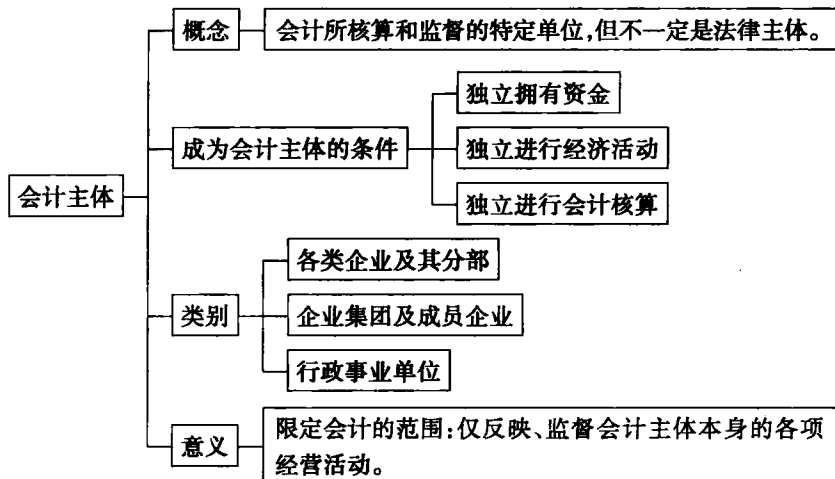 概念
会计所核算和监督的特定单位,但不一定是法律主体。
独立拥有资金
成为会计主体的条件
独立进行经济活动
会计主体
独立进行会计核算
各类企业及其分部
类别
企业集团及成员企业
行政事业单位
意义
限定会计的范围:仅反映、监督会计主体本身的各项
经营活动。